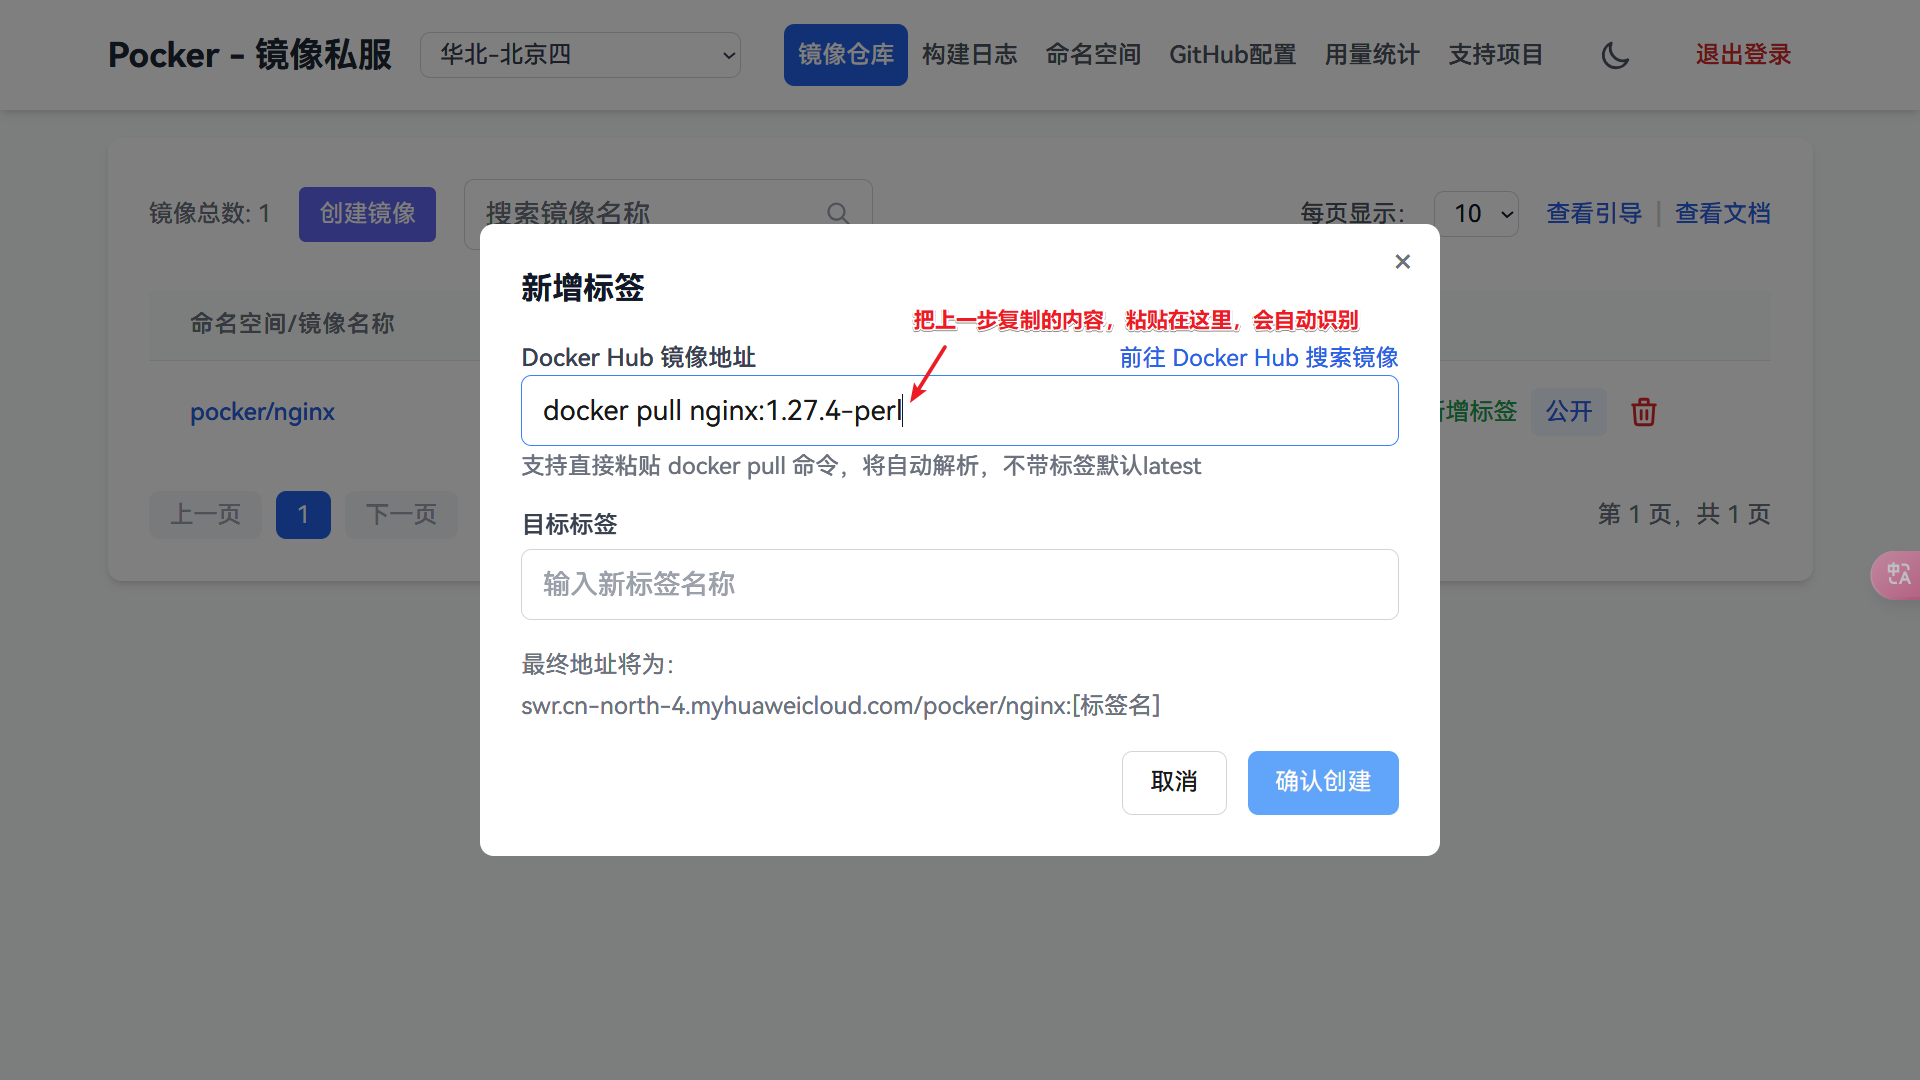 Pocker - 镜像私服
华北-北京四
镜像仓库
构建日志
命名空间
GitHub配置
用量统计
支持项目
退出登录
镜像总数: 1
创建镜像
搜索镜像名称
每页显示:
10
查看引导 | 查看文档
新增标签
把上一步复制的内容，粘贴在这里，会自动识别
命名空间/镜像名称
Docker Hub 镜像地址
前往 Docker Hub 搜索镜像
docker pull nginx:1.27.4-perl
pocker/nginx
增标签
公开
支持直接粘贴 docker pull 命令，将自动解析，不带标签默认latest
上一页
1
下一页
第 1 页，共 1 页
目标标签
输入新标签名称
最终地址将为:
swr.cn-north-4.myhuaweicloud.com/pocker/nginx:[标签名]
取消
确认创建